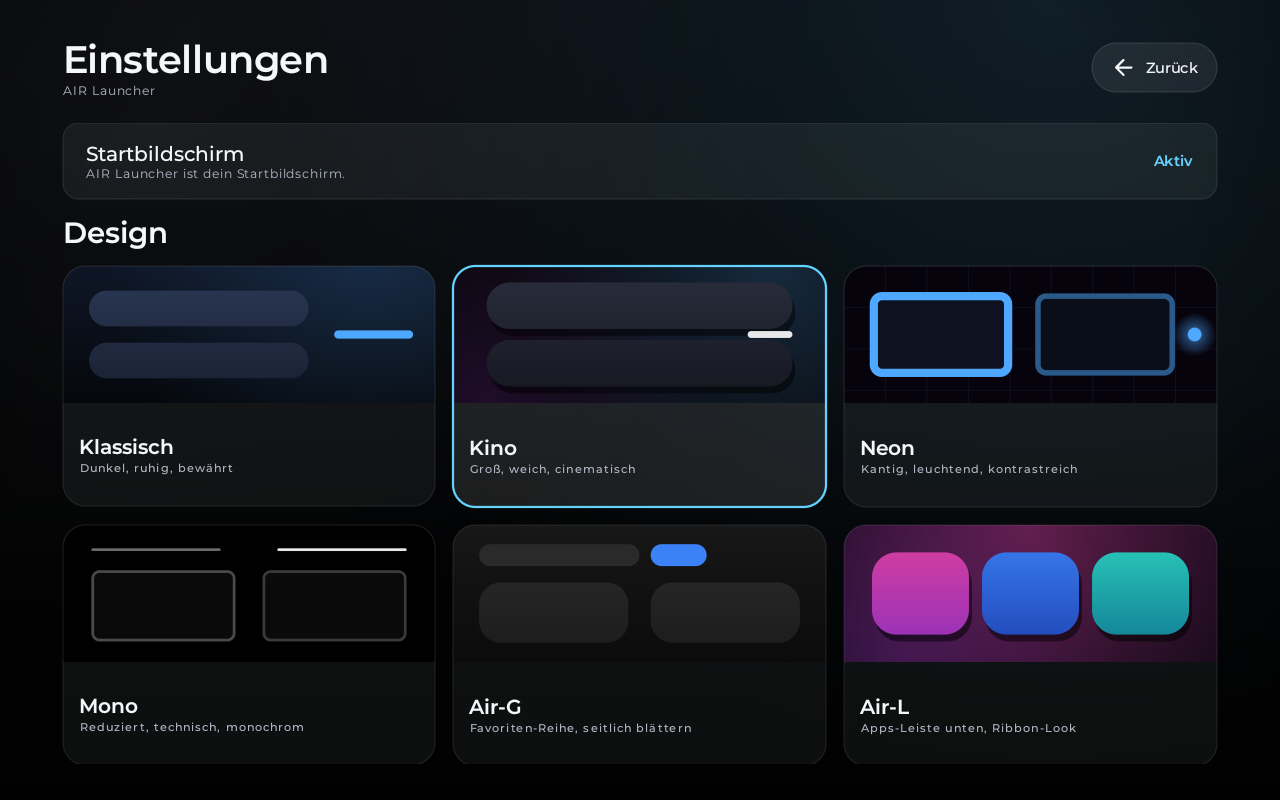 Einstellungen
AIR Launcher
Zurück
Startbildschirm
AIR Launcher ist dein Startbildschirm.
Aktiv
Design
Klassisch
Dunkel, ruhig, bewährt
Kino
Groß, weich, cinematisch
Neon
Kantig, leuchtend, kontrastreich
Mono
Reduziert, technisch, monochrom
Air-G
Favoriten-Reihe, seitlich blättern
Air-L
Apps-Leiste unten, Ribbon-Look